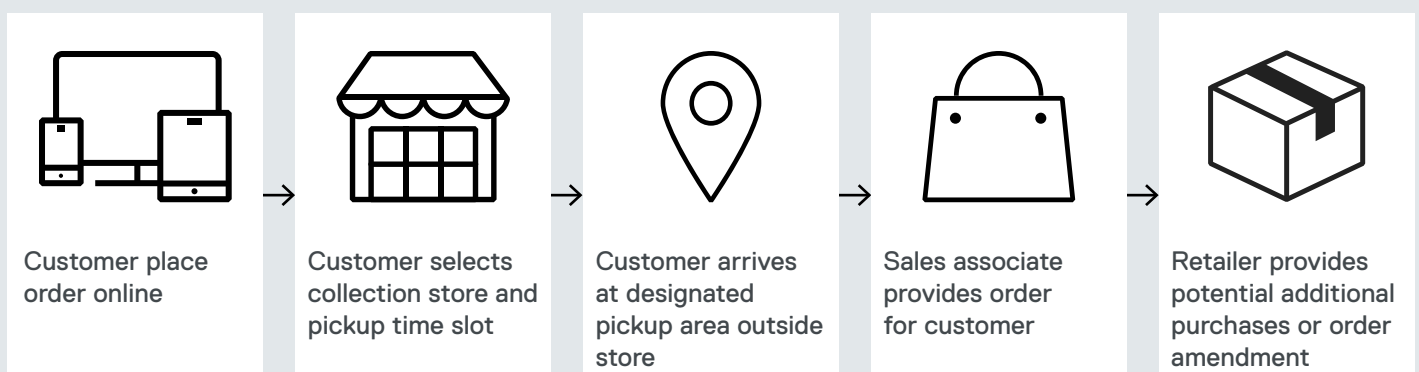 Customer place
order online
Customer selects
collection store and
pickup time slot
Customer arrives
at designated
pickup area outside
store
Sales associate
provides order
for customer
Retailer provides
potential additional
purchases or order
amendment